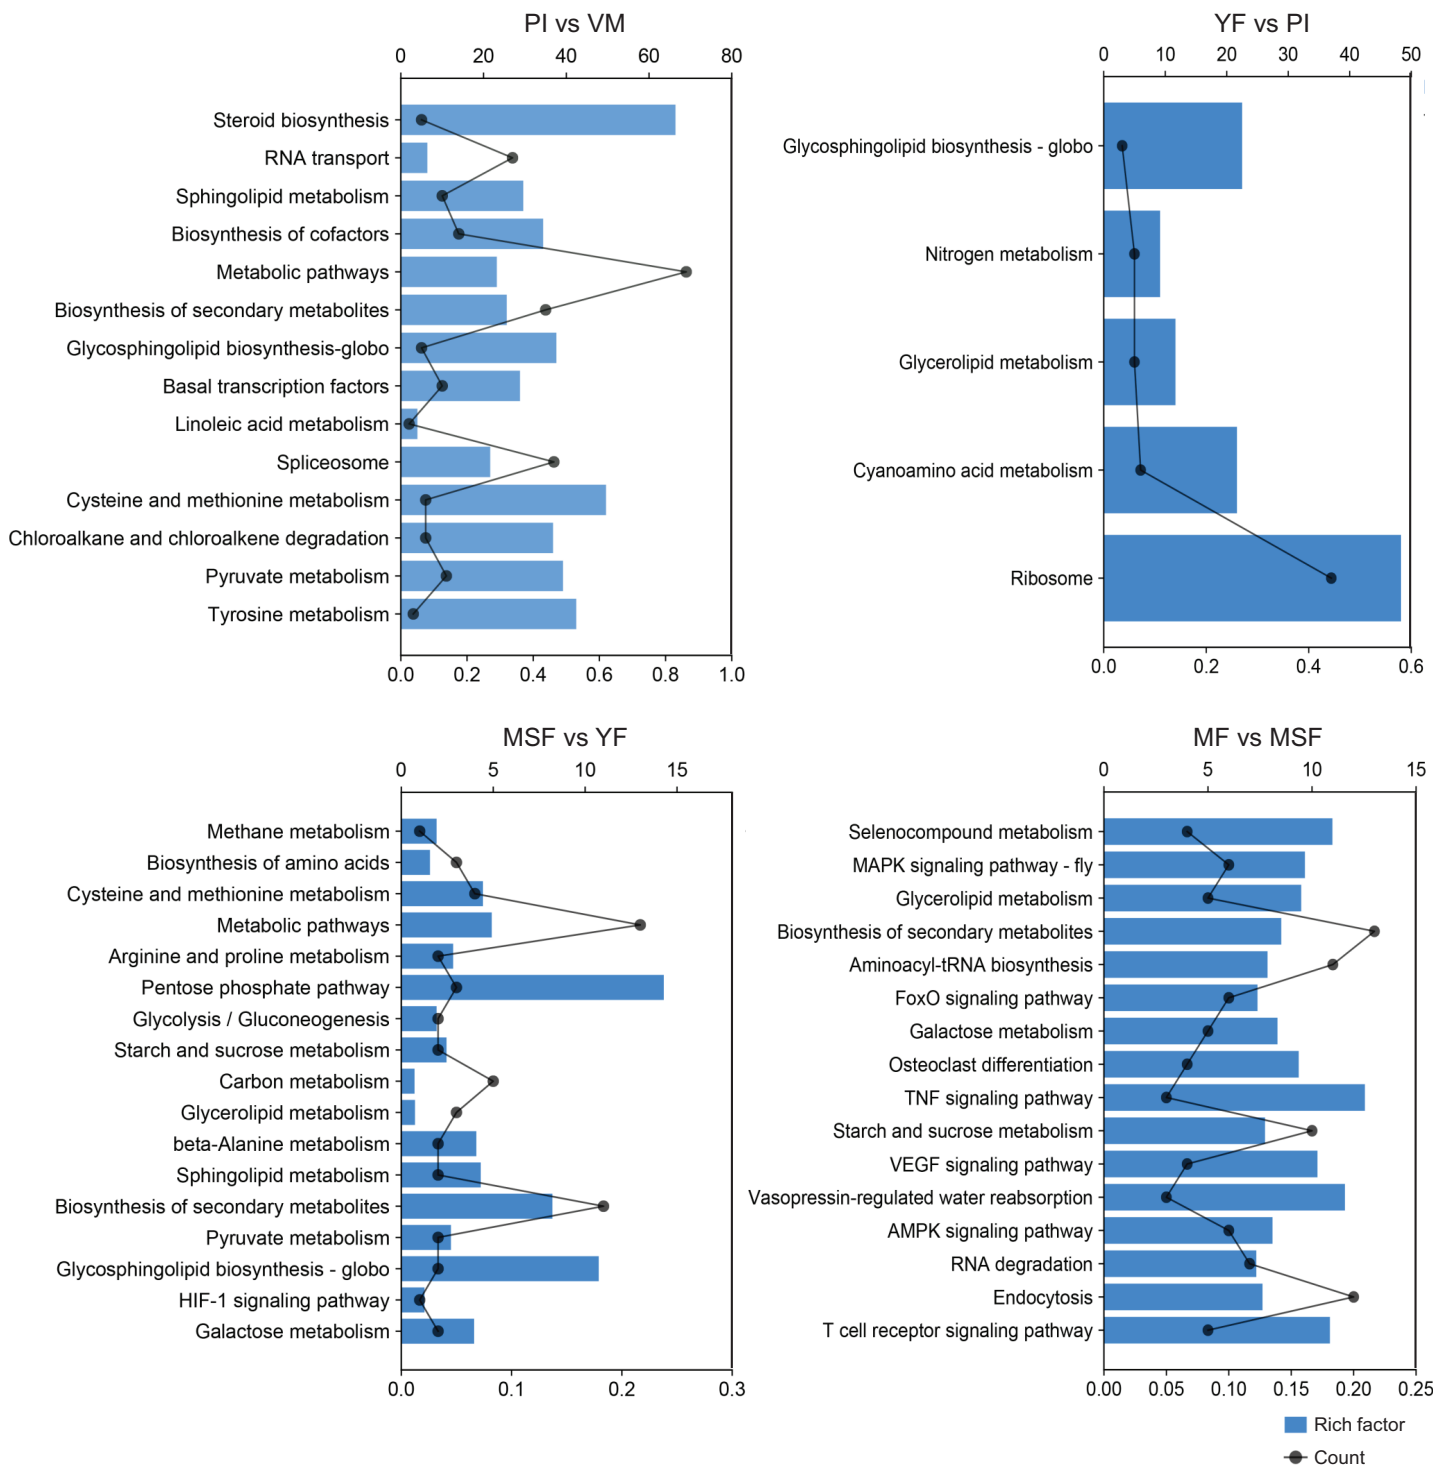 PI vs VM
0 20 40 60 80
Steroid biosynthesis
RNA transport
Sphingolipid metabolism
Biosynthesis of cofactors
Metabolic pathways
Biosynthesis of secondary metabolites
Glycosphingolipid biosynthesis-globo
Basal transcription factors
Linoleic acid metabolism
Spliceosome
Cysteine and methionine metabolism
Chloroalkane and chloroalkene degradation
Pyruvate metabolism
Tyrosine metabolism
0.0 0.2 0.4 0.6 0.8 1.0
YF vs PI
0 10 20 30 40 50
Glycosphingolipid biosynthesis - globo
Nitrogen metabolism
Glycerolipid metabolism
Cyanoamino acid metabolism
Ribosome
0.0 0.2 0.4 0.6
MSF vs YF
0 5 10 15
Methane metabolism
Biosynthesis of amino acids
Cysteine and methionine metabolism
Metabolic pathways
Arginine and proline metabolism
Pentose phosphate pathway
Glycolysis / Gluconeogenesis
Starch and sucrose metabolism
Carbon metabolism
Glycerolipid metabolism
beta-Alanine metabolism
Sphingolipid metabolism
Biosynthesis of secondary metabolites
Pyruvate metabolism
Glycosphingolipid biosynthesis - globo
HIF-1 signaling pathway
Galactose metabolism
0.0 0.1 0.2 0.3
MF vs MSF
0 5 10 15
Selenocompound metabolism
MAPK signaling pathway - fly
Glycerolipid metabolism
Biosynthesis of secondary metabolites
Aminoacyl-tRNA biosynthesis
FoxO signaling pathway
Galactose metabolism
Osteoclast differentiation
TNF signaling pathway
Starch and sucrose metabolism
VEGF signaling pathway
Vasopressin-regulated water reabsorption
AMPK signaling pathway
RNA degradation
Endocytosis
T cell receptor signaling pathway
0.00 0.05 0.10 0.15 0.20 0.25
Rich factor
Count